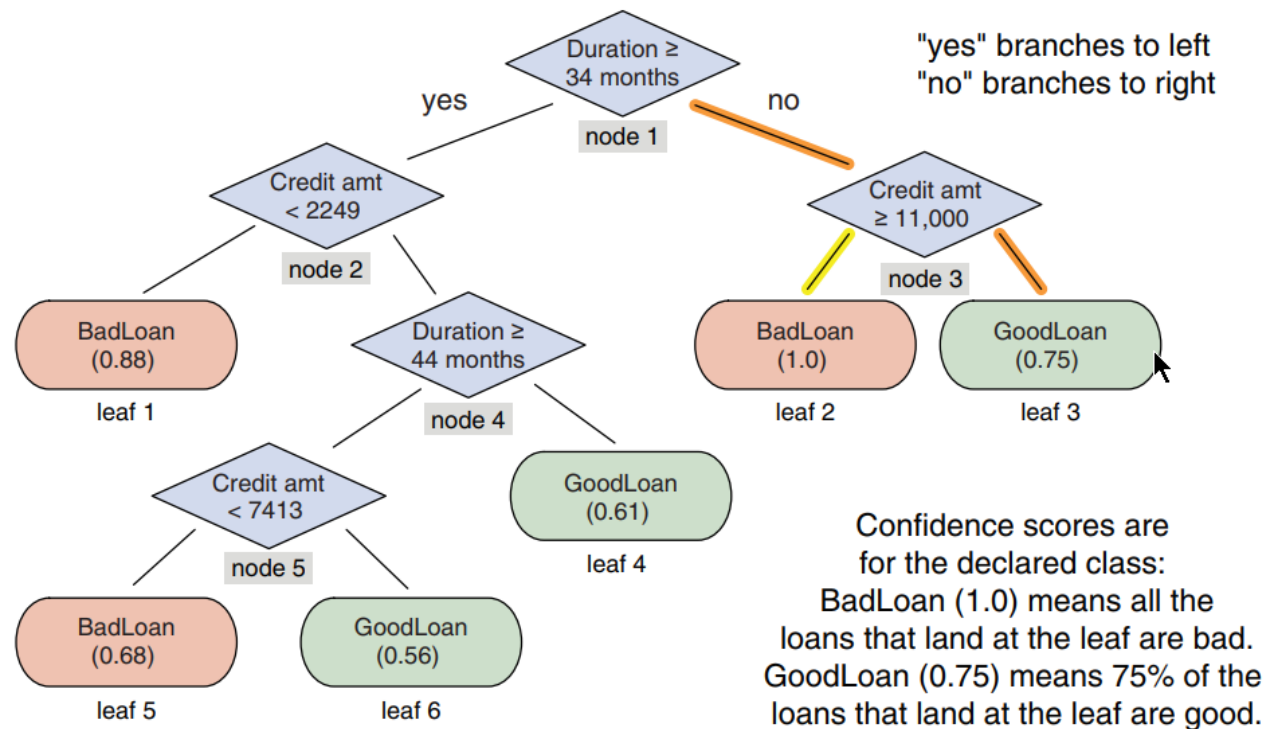 Duration ≥
34 months
"yes" branches to left
"no" branches to right
yes
no
node 1
Credit amt
< 2249
Credit amt
≥ 11,000
node 2
node 3
BadLoan
(0.88)
Duration ≥
44 months
BadLoan
(1.0)
GoodLoan
(0.75)
leaf 1
node 4
leaf 2
leaf 3
Credit amt
< 7413
GoodLoan
(0.61)
node 5
leaf 4
Confidence scores are
for the declared class:
BadLoan (1.0) means all the
loans that land at the leaf are bad.
GoodLoan (0.75) means 75% of the
loans that land at the leaf are good.
BadLoan
(0.68)
GoodLoan
(0.56)
leaf 5
leaf 6